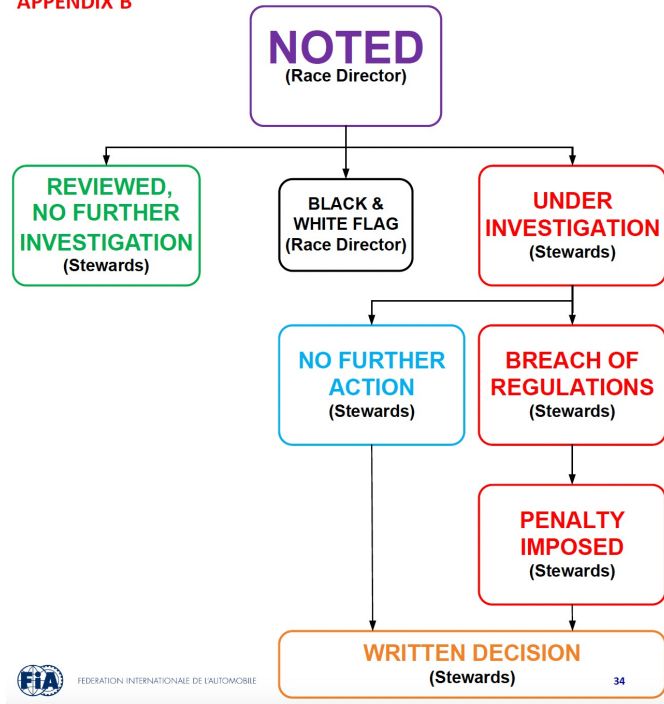 APPENDIX B
NOTED
(Race Director)
REVIEWED,
NO FURTHER
INVESTIGATION
(Stewards)
BLACK &
WHITE FLAG
(Race Director)
UNDER
INVESTIGATION
(Stewards)
NO FURTHER
ACTION
(Stewards)
BREACH OF
REGULATIONS
(Stewards)
PENALTY
IMPOSED
(Stewards)
WRITTEN DECISION
(Stewards)
FiA
FEDERATION INTERNATIONALE DE L'AUTOMOBILE
34